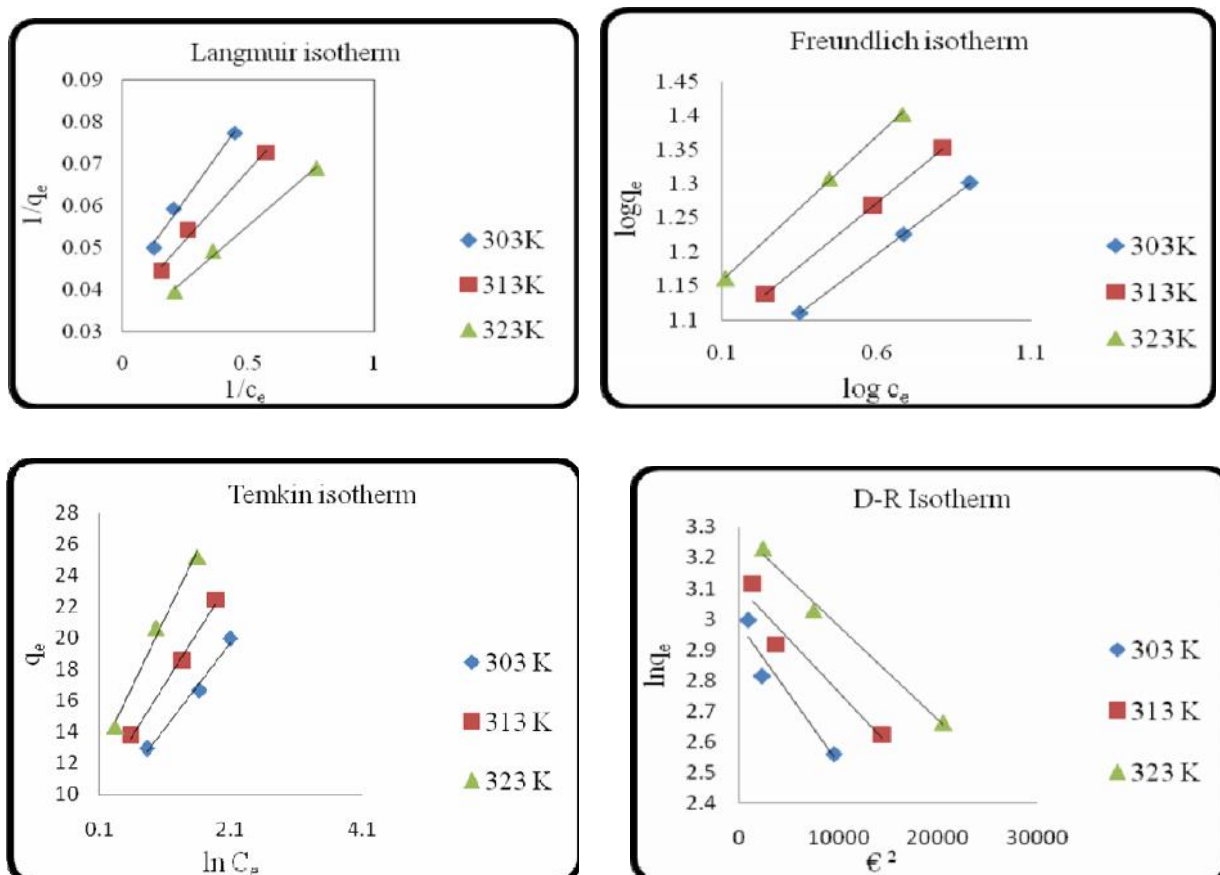 Langmuir isotherm
0.09
0.08
0.07
0.06
0.05
0.04
0.03
1/qe
0
0.5
1
1/ce
303K
313K
323K
Freundlich isotherm
1.45
1.4
1.35
1.3
1.25
1.2
1.15
1.1
logqe
0.1
0.6
1.1
log ce
303K
313K
323K
Temkin isotherm
28
26
24
22
20
18
16
14
12
10
qe
0.1
2.1
4.1
ln Ce
303 K
313 K
323 K
D-R Isotherm
3.3
3.2
3.1
3
2.9
2.8
2.7
2.6
2.5
2.4
lnqe
0
10000
20000
30000
€ 2
303 K
313 K
323 K